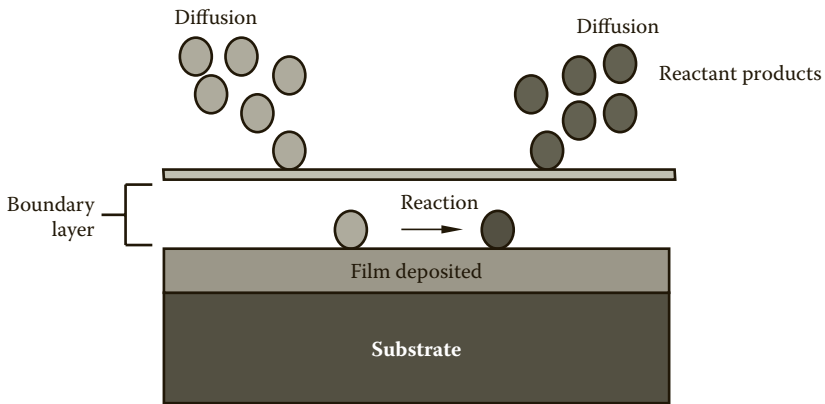 Diffusion
Diffusion
Reactant products
Boundary
layer
Reaction
Film deposited
Substrate